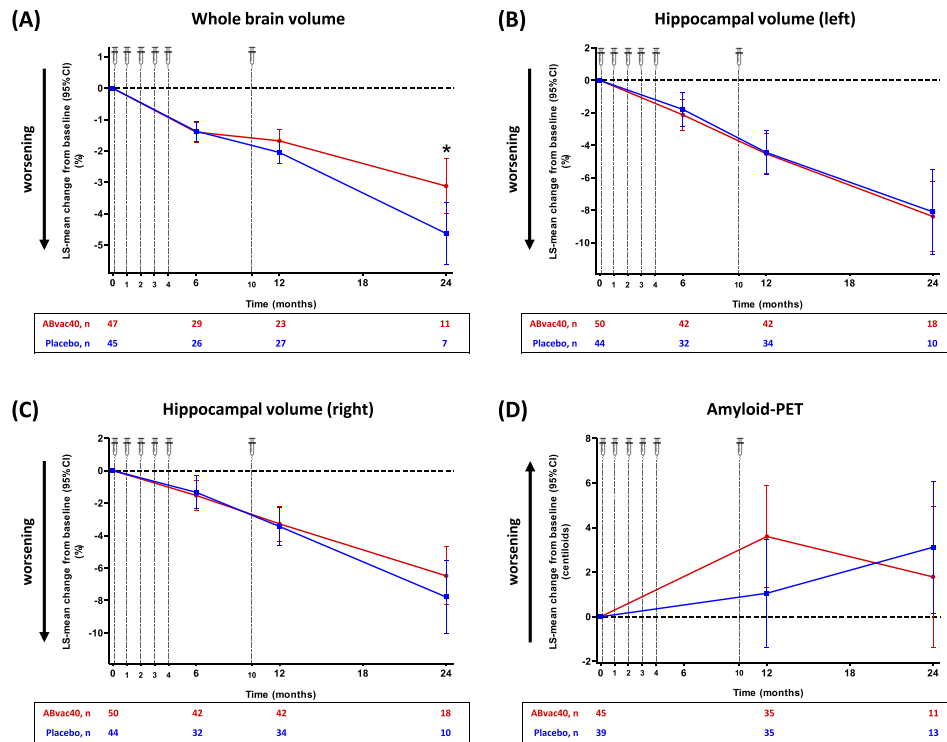 (A)
Whole brain volume
worsening
LS-mean change from baseline (95% CI)
(%)
1
0
-1
-2
-3
-4
-5
*
0
1
2
3
4
6
10
12
18
24
Time (months)
ABvac40, n 47 29 23 11
Placebo, n 45 26 27 7
(B)
Hippocampal volume (left)
worsening
LS-mean change from baseline (95% CI)
(%)
2
0
-2
-4
-6
-8
-10
0
1
2
3
4
6
10
12
18
24
Time (months)
ABvac40, n 50 42 42 18
Placebo, n 44 32 34 10
(C)
Hippocampal volume (right)
worsening
LS-mean change from baseline (95% CI)
(%)
2
0
-2
-4
-6
-8
-10
0
1
2
3
4
6
10
12
18
24
Time (months)
ABvac40, n 50 42 42 18
Placebo, n 44 32 34 10
(D)
Amyloid-PET
worsening
LS-mean change from baseline (95% CI)
(centiloids)
8
6
4
2
0
-2
0
1
2
3
4
6
10
12
18
24
Time (months)
ABvac40, n 45 35 11
Placebo, n 39 35 13